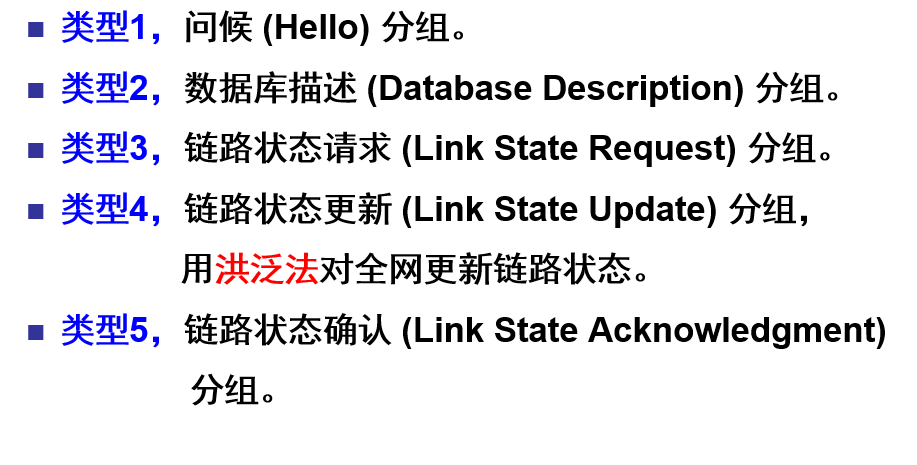 ■ 类型1，问候 (Hello) 分组。
■ 类型2，数据库描述 (Database Description) 分组。
■ 类型3，链路状态请求 (Link State Request) 分组。
■ 类型4，链路状态更新 (Link State Update) 分组，
用洪泛法对全网更新链路状态。
■ 类型5，链路状态确认 (Link State Acknowledgment)
分组。